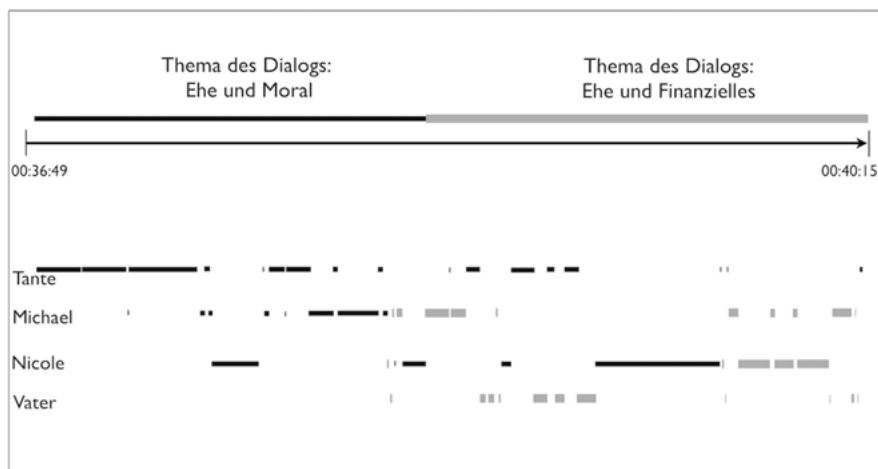 Thema des Dialogs:
Ehe und Moral
Thema des Dialogs:
Ehe und Finanzielles
00:36:49
00:40:15
Tante
Michael
Nicole
Vater